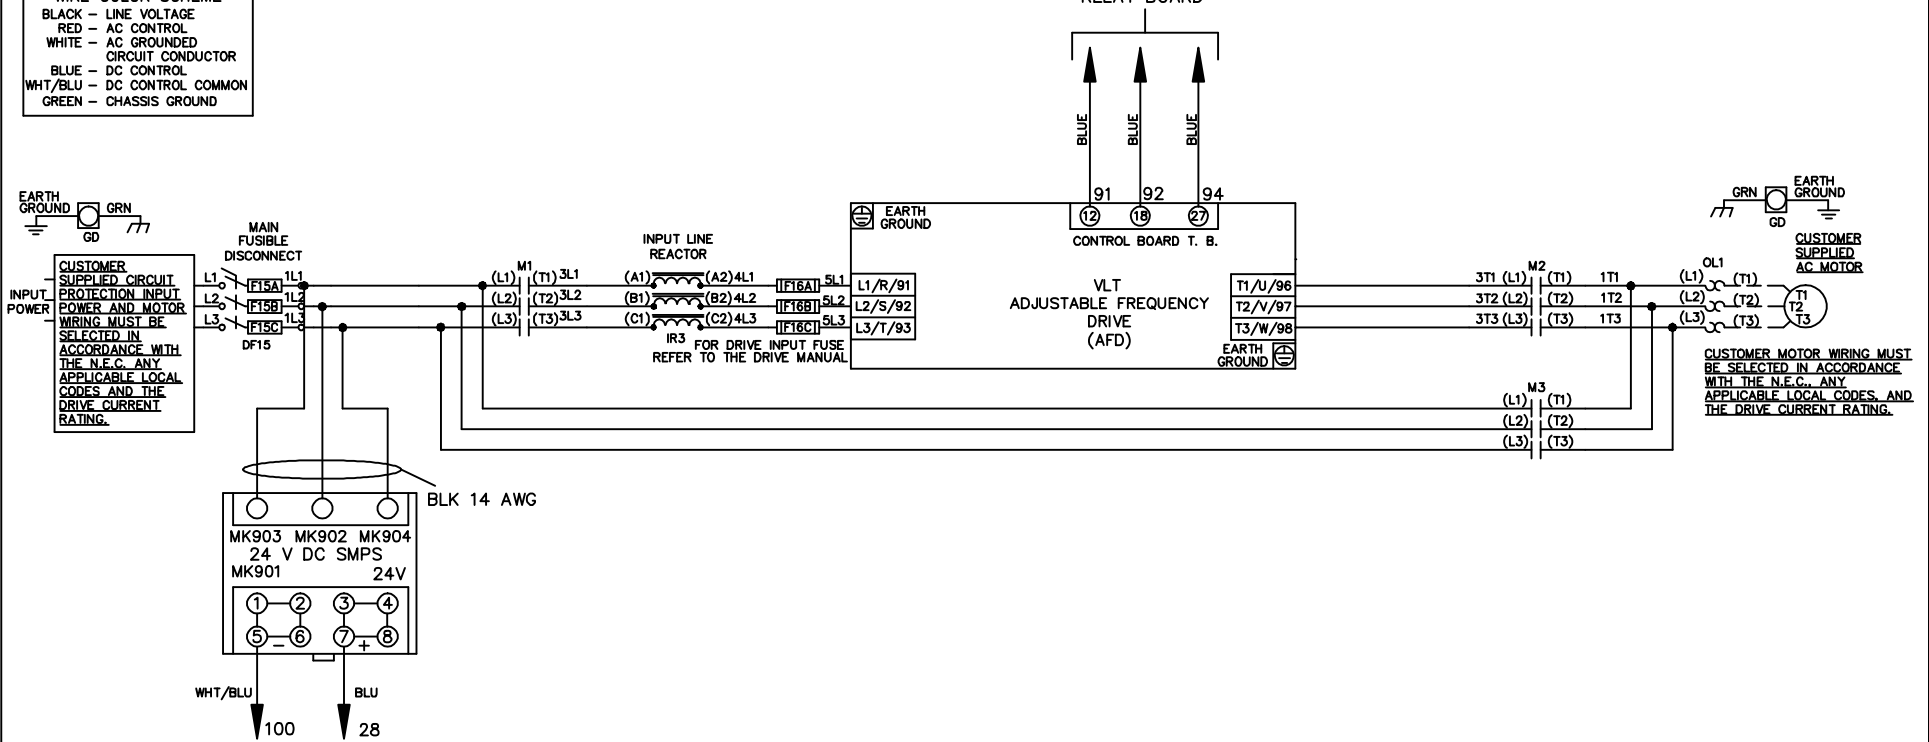 WIRE COLOR SCHEME
BLACK – LINE VOLTAGE
RED – AC CONTROL
WHITE – AC GROUNDED
CIRCUIT CONDUCTOR
BLUE – DC CONTROL
WHT/BLU – DC CONTROL COMMON
GREEN – CHASSIS GROUND
RELAY BOARD
BLUE
BLUE
BLUE
91
92
94
12
18
27
CONTROL BOARD T. B.
EARTH
GROUND
GRN
GD
MAIN
FUSIBLE
DISCONNECT
INPUT
POWER
CUSTOMER
SUPPLIED CIRCUIT
PROTECTION INPUT
POWER AND MOTOR
WIRING MUST BE
SELECTED IN
ACCORDANCE WITH
THE N.E.C. ANY
APPLICABLE LOCAL
CODES AND THE
DRIVE CURRENT
RATING.
L1
F15A
1L1
L2
F15B
1L2
L3
F15C
1L3
DF15
M1
(L1) (T1) 3L1
(L2) (T2) 3L2
(L3) (T3) 3L3
INPUT LINE
REACTOR
(A1) (A2) 4L1
(B1) (B2) 4L2
(C1) (C2) 4L3
IR3
F16A 5L1
F16B 5L2
F16C 5L3
FOR DRIVE INPUT FUSE
REFER TO THE DRIVE MANUAL
EARTH
GROUND
L1/R/91
L2/S/92
L3/T/93
VLT
ADJUSTABLE FREQUENCY
DRIVE
(AFD)
T1/U/96
T2/V/97
T3/W/98
EARTH
GROUND
M2
3T1 (L1) (T1) 1T1
3T2 (L2) (T2) 1T2
3T3 (L3) (T3) 1T3
M3
(L1) (T1)
(L2) (T2)
(L3) (T3)
OL1
(L1) (T1)
(L2) (T2)
(L3) (T3)
T1
T2
T3
GRN
EARTH
GROUND
GD
CUSTOMER
SUPPLIED
AC MOTOR
CUSTOMER MOTOR WIRING MUST
BE SELECTED IN ACCORDANCE
WITH THE N.E.C., ANY
APPLICABLE LOCAL CODES, AND
THE DRIVE CURRENT RATING.
BLK 14 AWG
MK903 MK902 MK904
24 V DC SMPS
MK901 24V
1 2 3 4
5 6 7 8
– +
WHT/BLU
BLU
100
28